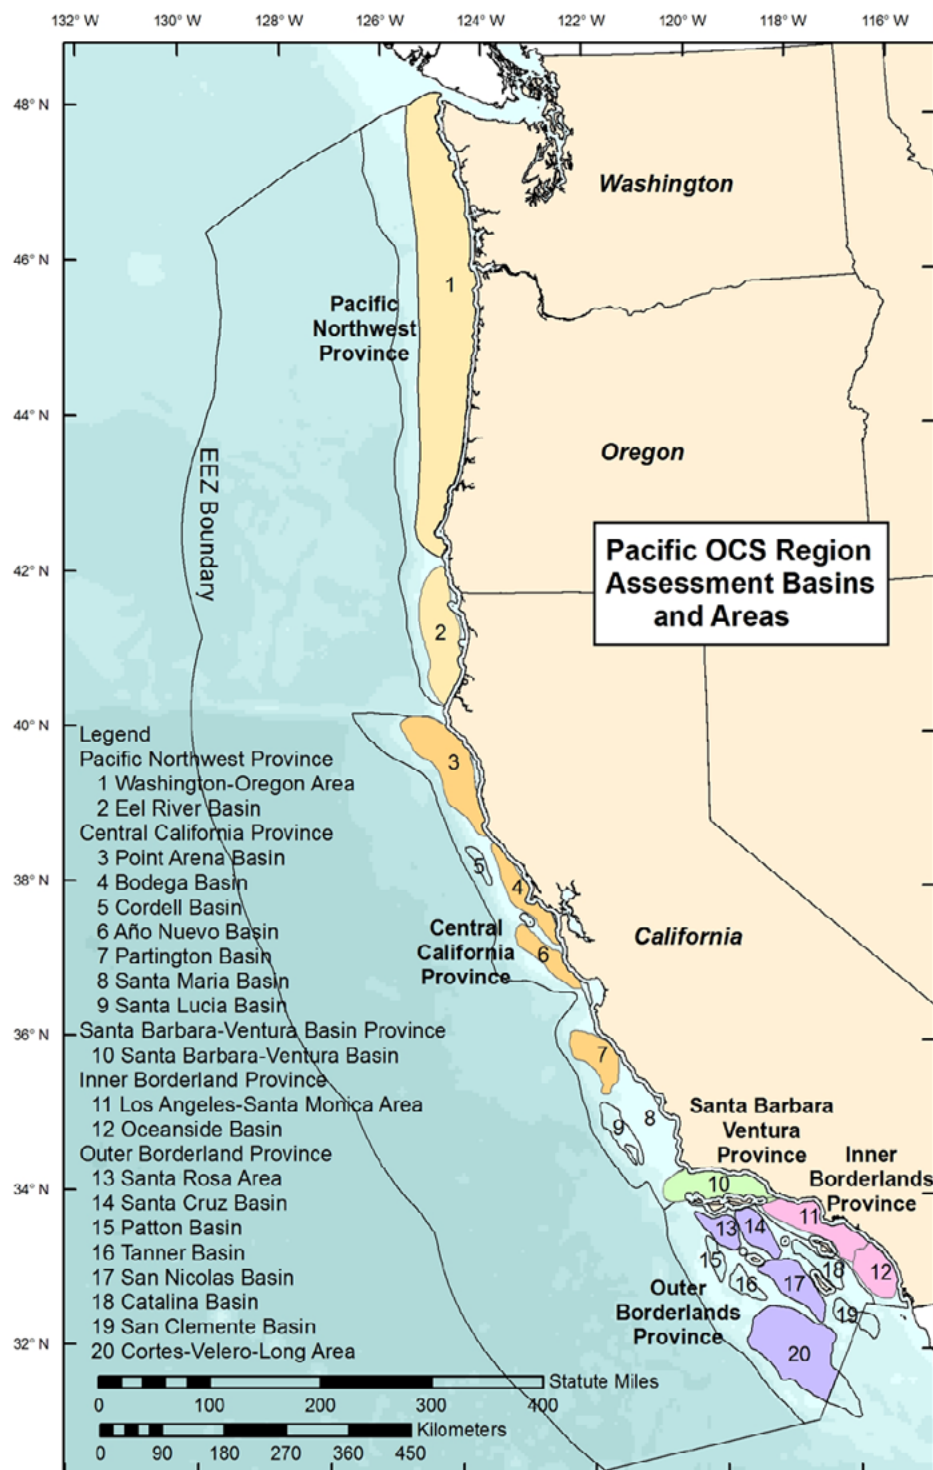 132° W 130° W 128° W 126° W 124° W 122° W 120° W 118° W 116° W
48° N
Washington
46° N
1
Pacific
Northwest
Province
44° N
Oregon
EEZ Boundary
Pacific OCS Region
Assessment Basins
and Areas
42° N
2
40° N
3
Legend
Pacific Northwest Province
1 Washington-Oregon Area
2 Eel River Basin
Central California Province
3 Point Arena Basin
4 Bodega Basin
5 Cordell Basin
6 Año Nuevo Basin
7 Partington Basin
8 Santa Maria Basin
9 Santa Lucia Basin
Santa Barbara-Ventura Basin Province
10 Santa Barbara-Ventura Basin
Inner Borderland Province
11 Los Angeles-Santa Monica Area
12 Oceanside Basin
Outer Borderland Province
13 Santa Rosa Area
14 Santa Cruz Basin
15 Patton Basin
16 Tanner Basin
17 San Nicolas Basin
18 Catalina Basin
19 San Clemente Basin
20 Cortes-Velero-Long Area
38° N
5
4
Central
California
Province
6
California
36° N
7
8
9
Santa Barbara
Ventura
Province
Inner
Borderlands
Province
34° N
10
11
13
14
15
16
17
18
12
19
Outer
Borderlands
Province
32° N
20
Statute Miles
0 100 200 300 400
Kilometers
0 90 180 270 360 450